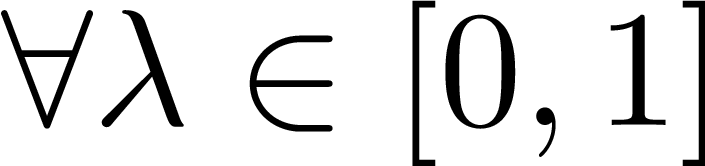 ∀λ ∈ [0, 1]